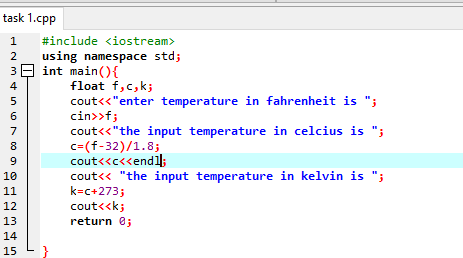 task 1.cpp
1 #include <iostream>
2 using namespace std;
3 int main(){
4 float f,c,k;
5 cout<<"enter temperature in fahrenheit is ";
6 cin>>f;
7 cout<<"the input temperature in celcius is ";
8 c=(f-32)/1.8;
9 cout<<c<<endl;
10 cout<< "the input temperature in kelvin is ";
11 k=c+273;
12 cout<<k;
13 return 0;
14
15 }